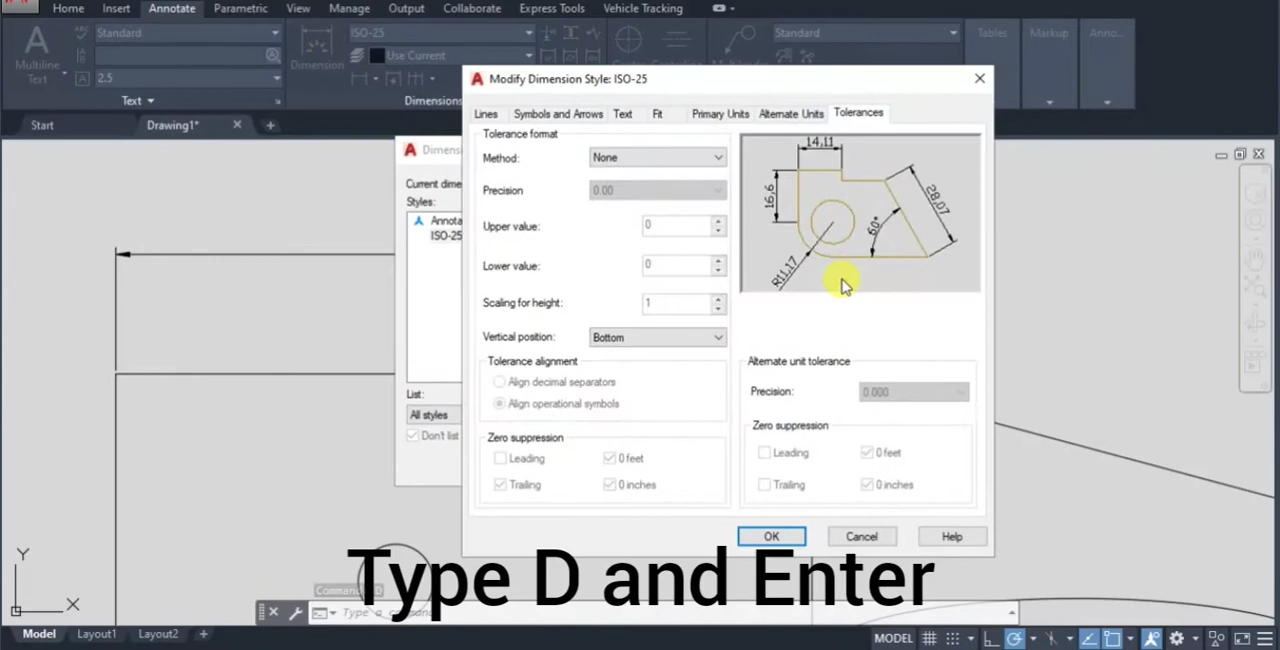 Home Insert Annotate Parametric View Manage Output Collaborate Express Tools Vehicle Tracking
Standard ISO-25 Standard
Multiline Text Dimension Use Current Tables Markup Anno...
2.5
Text Dimensions
Start Drawing1*
Modify Dimension Style: ISO-25
Lines Symbols and Arrows Text Fit Primary Units Alternate Units Tolerances
Tolerance format
Method: None
Precision 0.00
Upper value: 0
Lower value: 0
Scaling for height: 1
Vertical position: Bottom
Tolerance alignment
Align decimal separators
Align operational symbols
Zero suppression
Leading 0 feet
Trailing 0 inches
14,11
16,6
28,07
60°
R11,17
Alternate unit tolerance
Precision: 0.000
Zero suppression
Leading 0 feet
Trailing 0 inches
OK Cancel Help
Current dime
Styles:
Annota
ISO-25
List:
All styles
Don't list
Type D and Enter
Type a
Y
X
Model Layout1 Layout2
MODEL